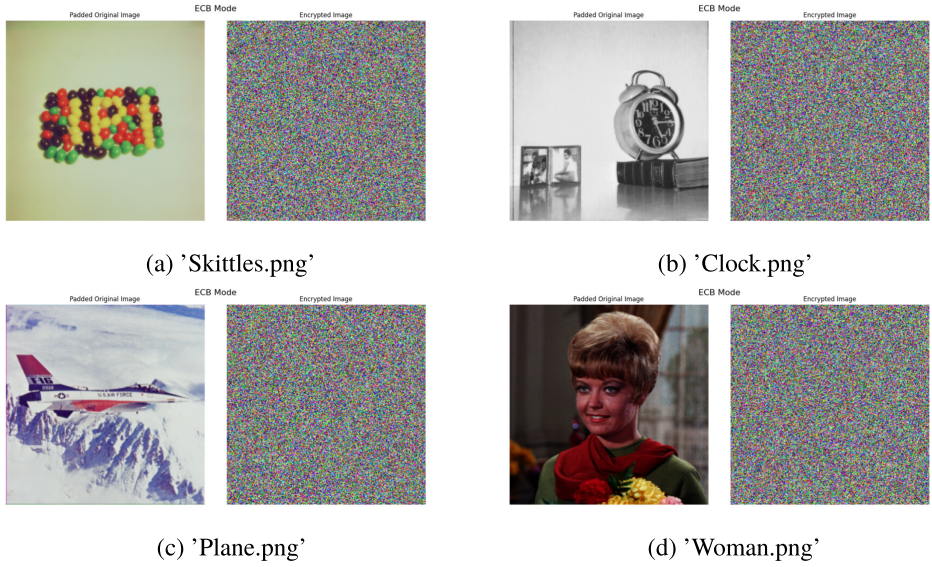 ECB Mode
Padded Original Image Encrypted Image
(a) 'Skittles.png'
ECB Mode
Padded Original Image Encrypted Image
(b) 'Clock.png'
ECB Mode
Padded Original Image Encrypted Image
U.S. AIR FORCE
(c) 'Plane.png'
ECB Mode
Padded Original Image Encrypted Image
(d) 'Woman.png'